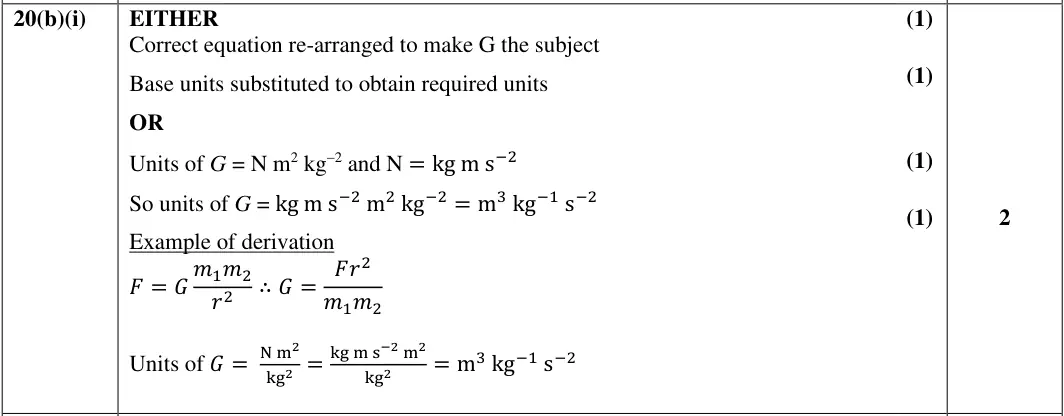 20(b)(i) EITHER (1)
Correct equation re-arranged to make G the subject
Base units substituted to obtain required units (1)
OR
Units of G = N m² kg⁻² and N = kg m s⁻² (1)
So units of G = kg m s⁻² m² kg⁻² = m³ kg⁻¹ s⁻²
(1) 2
Example of derivation
F = G m₁m₂/r² ∴ G = Fr²/m₁m₂
Units of G = N m²/kg² = kg m s⁻² m²/kg² = m³ kg⁻¹ s⁻²